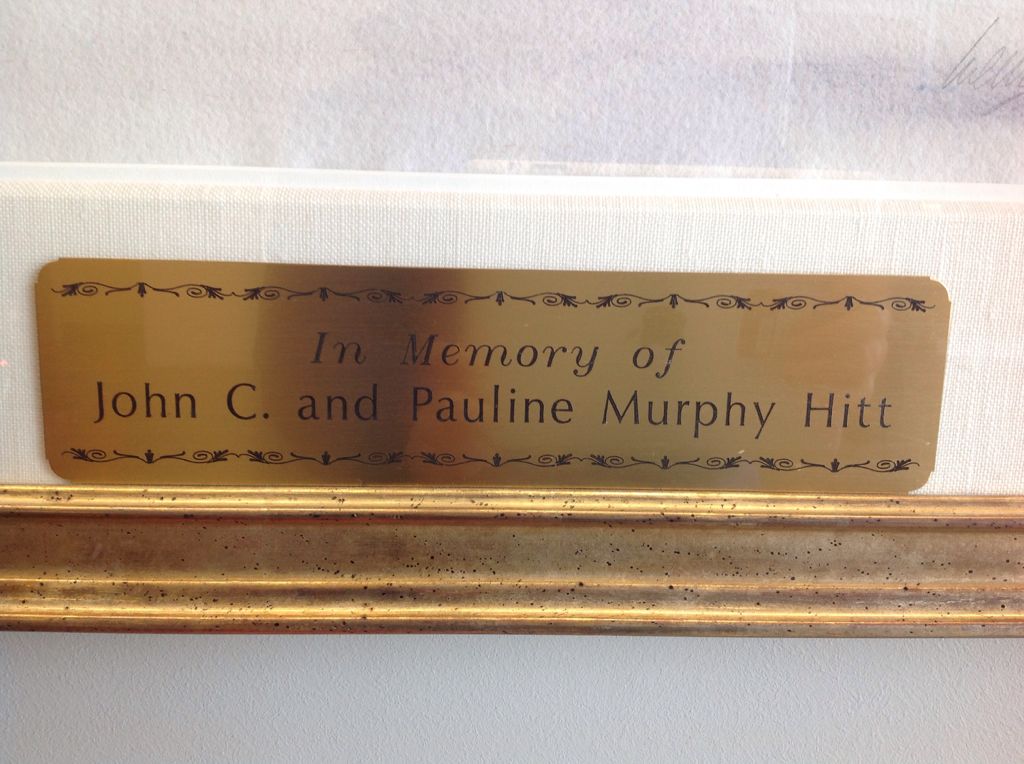 In Memory of
John C. and Pauline Murphy Hitt